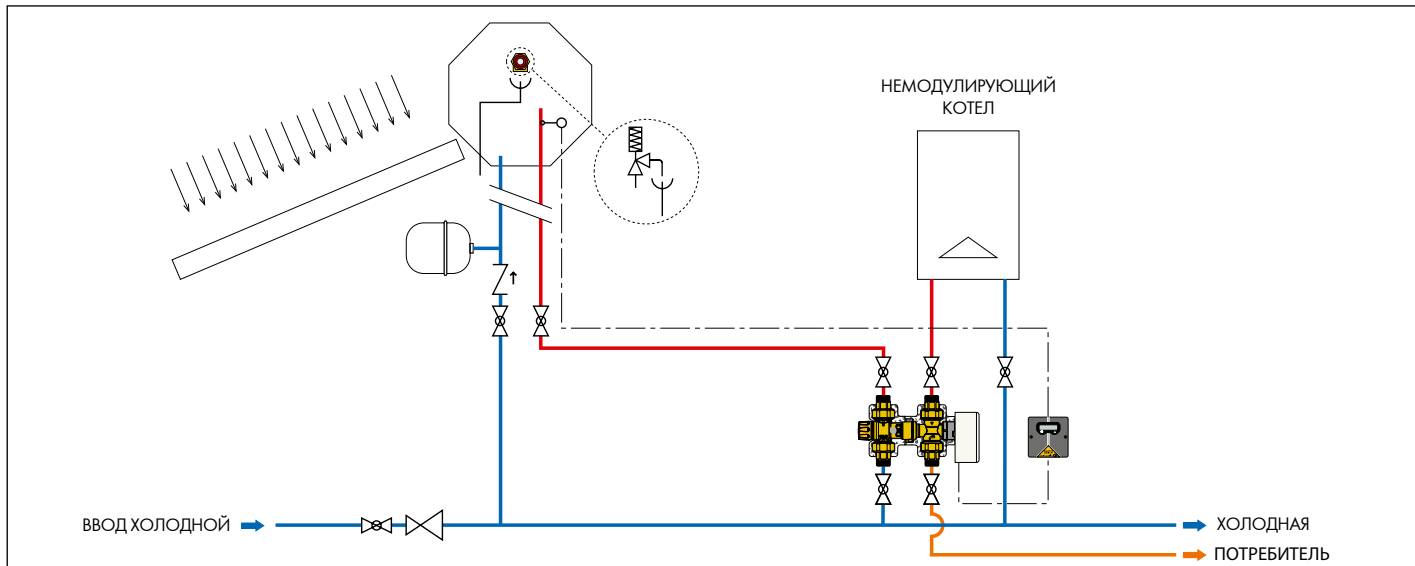 НЕМОДУЛИРУЮЩИЙ
КОТЕЛ
ВВОД ХОЛОДНОЙ
ХОЛОДНАЯ
ПОТРЕБИТЕЛЬ